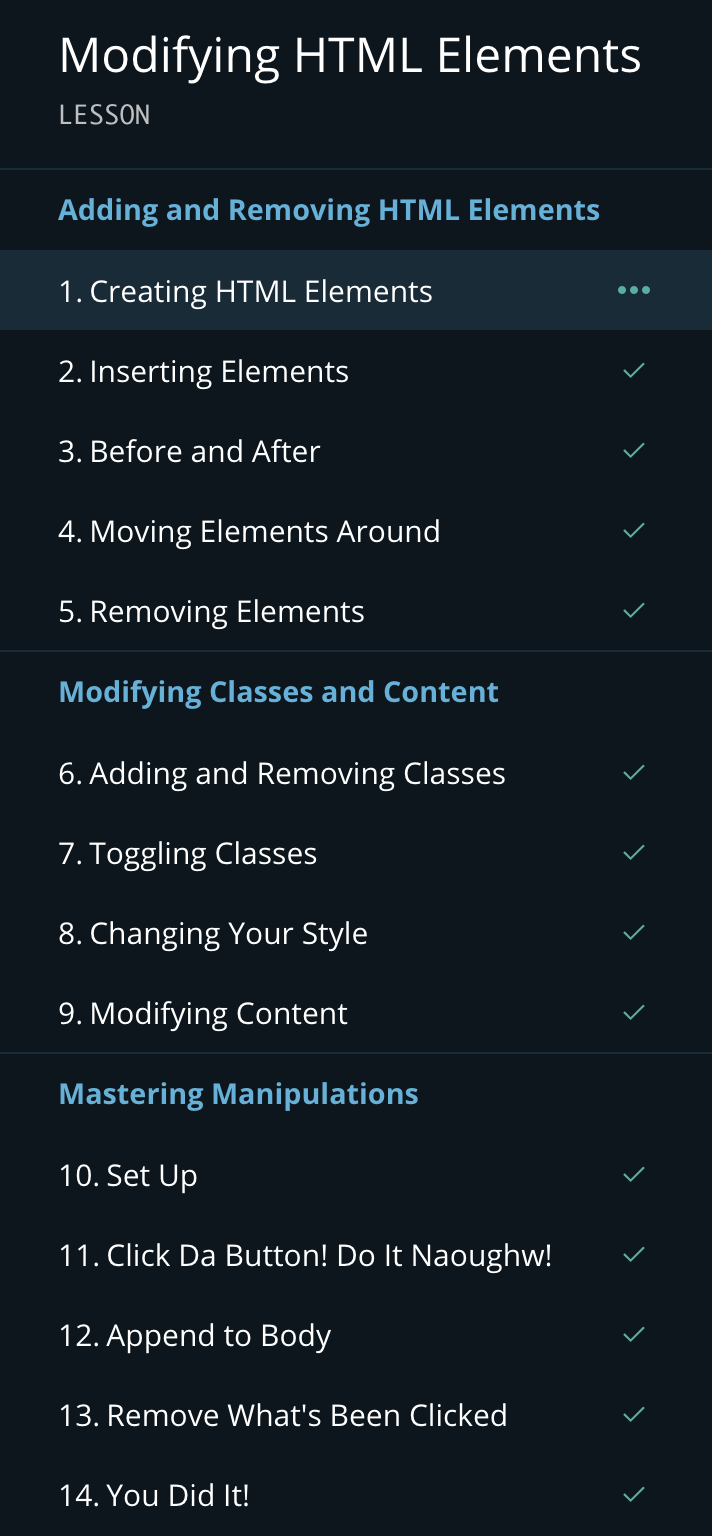 Modifying HTML Elements
LESSON
Adding and Removing HTML Elements
1. Creating HTML Elements
2. Inserting Elements
3. Before and After
4. Moving Elements Around
5. Removing Elements
Modifying Classes and Content
6. Adding and Removing Classes
7. Toggling Classes
8. Changing Your Style
9. Modifying Content
Mastering Manipulations
10. Set Up
11. Click Da Button! Do It Naoughw!
12. Append to Body
13. Remove What's Been Clicked
14. You Did It!